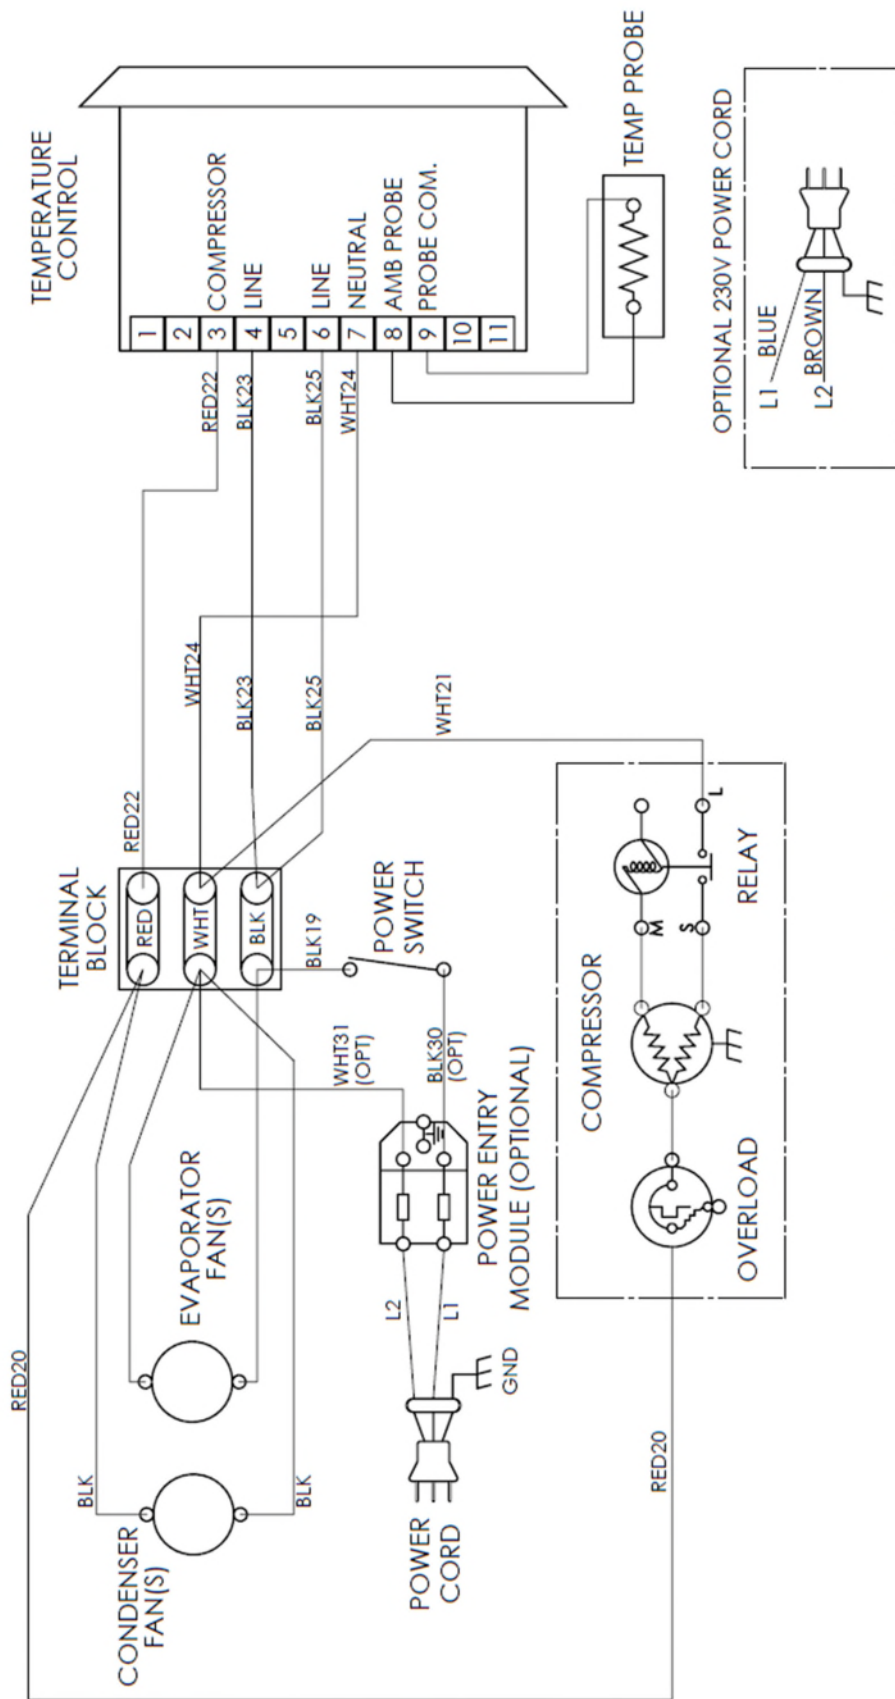 TEMPERATURE
CONTROL
1
2
3 COMPRESSOR
4 LINE
5
6 LINE
7 NEUTRAL
8 AMB PROBE
9 PROBE COM.
10
11
TEMP PROBE
OPTIONAL 230V POWER CORD
L1 BLUE
L2 BROWN
RED22
BLK23
BLK25
WHT24
RED22
WHT24
BLK23
BLK25
WHT21
TERMINAL
BLOCK
RED
WHT
BLK
BLK19
POWER
SWITCH
WHT31
(OPT)
BLK30
(OPT)
POWER ENTRY
MODULE (OPTIONAL)
L2
L1
GND
POWER
CORD
EVAPORATOR
FAN(S)
CONDENSER
FAN(S)
BLK
BLK
RED20
RED20
COMPRESSOR
M
S
L
RELAY
OVERLOAD